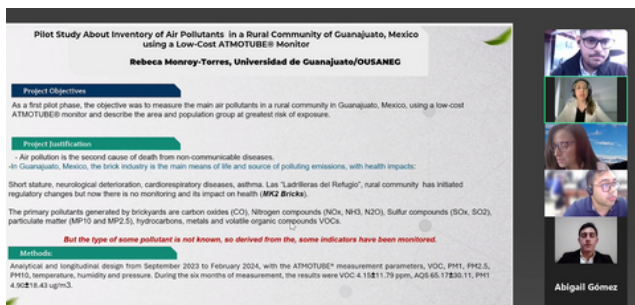 Pilot Study About Inventory of Air Pollutants in a Rural Community of Guanajuato, Mexico
using a Low-Cost ATMOTUBE® Monitor
Rebeca Monroy-Torres, Universidad de Guanajuato/OUSANEG
Project Objectives
As a first pilot phase, the objective was to measure the main air pollutants in a rural community in Guanajuato, Mexico, using a low-cost
ATMOTUBE® monitor and describe the area and population group at greatest risk of exposure.
Project Justification
- Air pollution is the second cause of death from non-communicable diseases.
-In Guanajuato, Mexico, the brick industry is the main means of life and source of polluting emissions, with health impacts:
Short stature, neurological deterioration, cardiorespiratory diseases, asthma. Las "Ladrilleras del Refugio", rural community has initiated
regulatory changes but now there is no monitoring and its impact on health (MK2 Bricks).
The primary pollutants generated by brickyards are carbon oxides (CO), Nitrogen compounds (NOx, NH3, N2O), Sulfur compounds (SOx, SO2),
particulate matter (MP10 and MP2.5), hydrocarbons, metals and volatile organic compounds VOCs.
But the type of some pollutant is not known, so derived from the, some indicators have been monitored.
Methods:
Analytical and longitudinal design from September 2023 to February 2024, with the ATMOTUBE® measurement parameters, VOC, PM1, PM2.5,
PM10, temperature, humidity and pressure. During the six months of measurement, the results were VOC 4.15±11.79 ppm, AQS 65.17±30.11, PM1
4.90±18.43 ug/m3.
Abigail Gómez